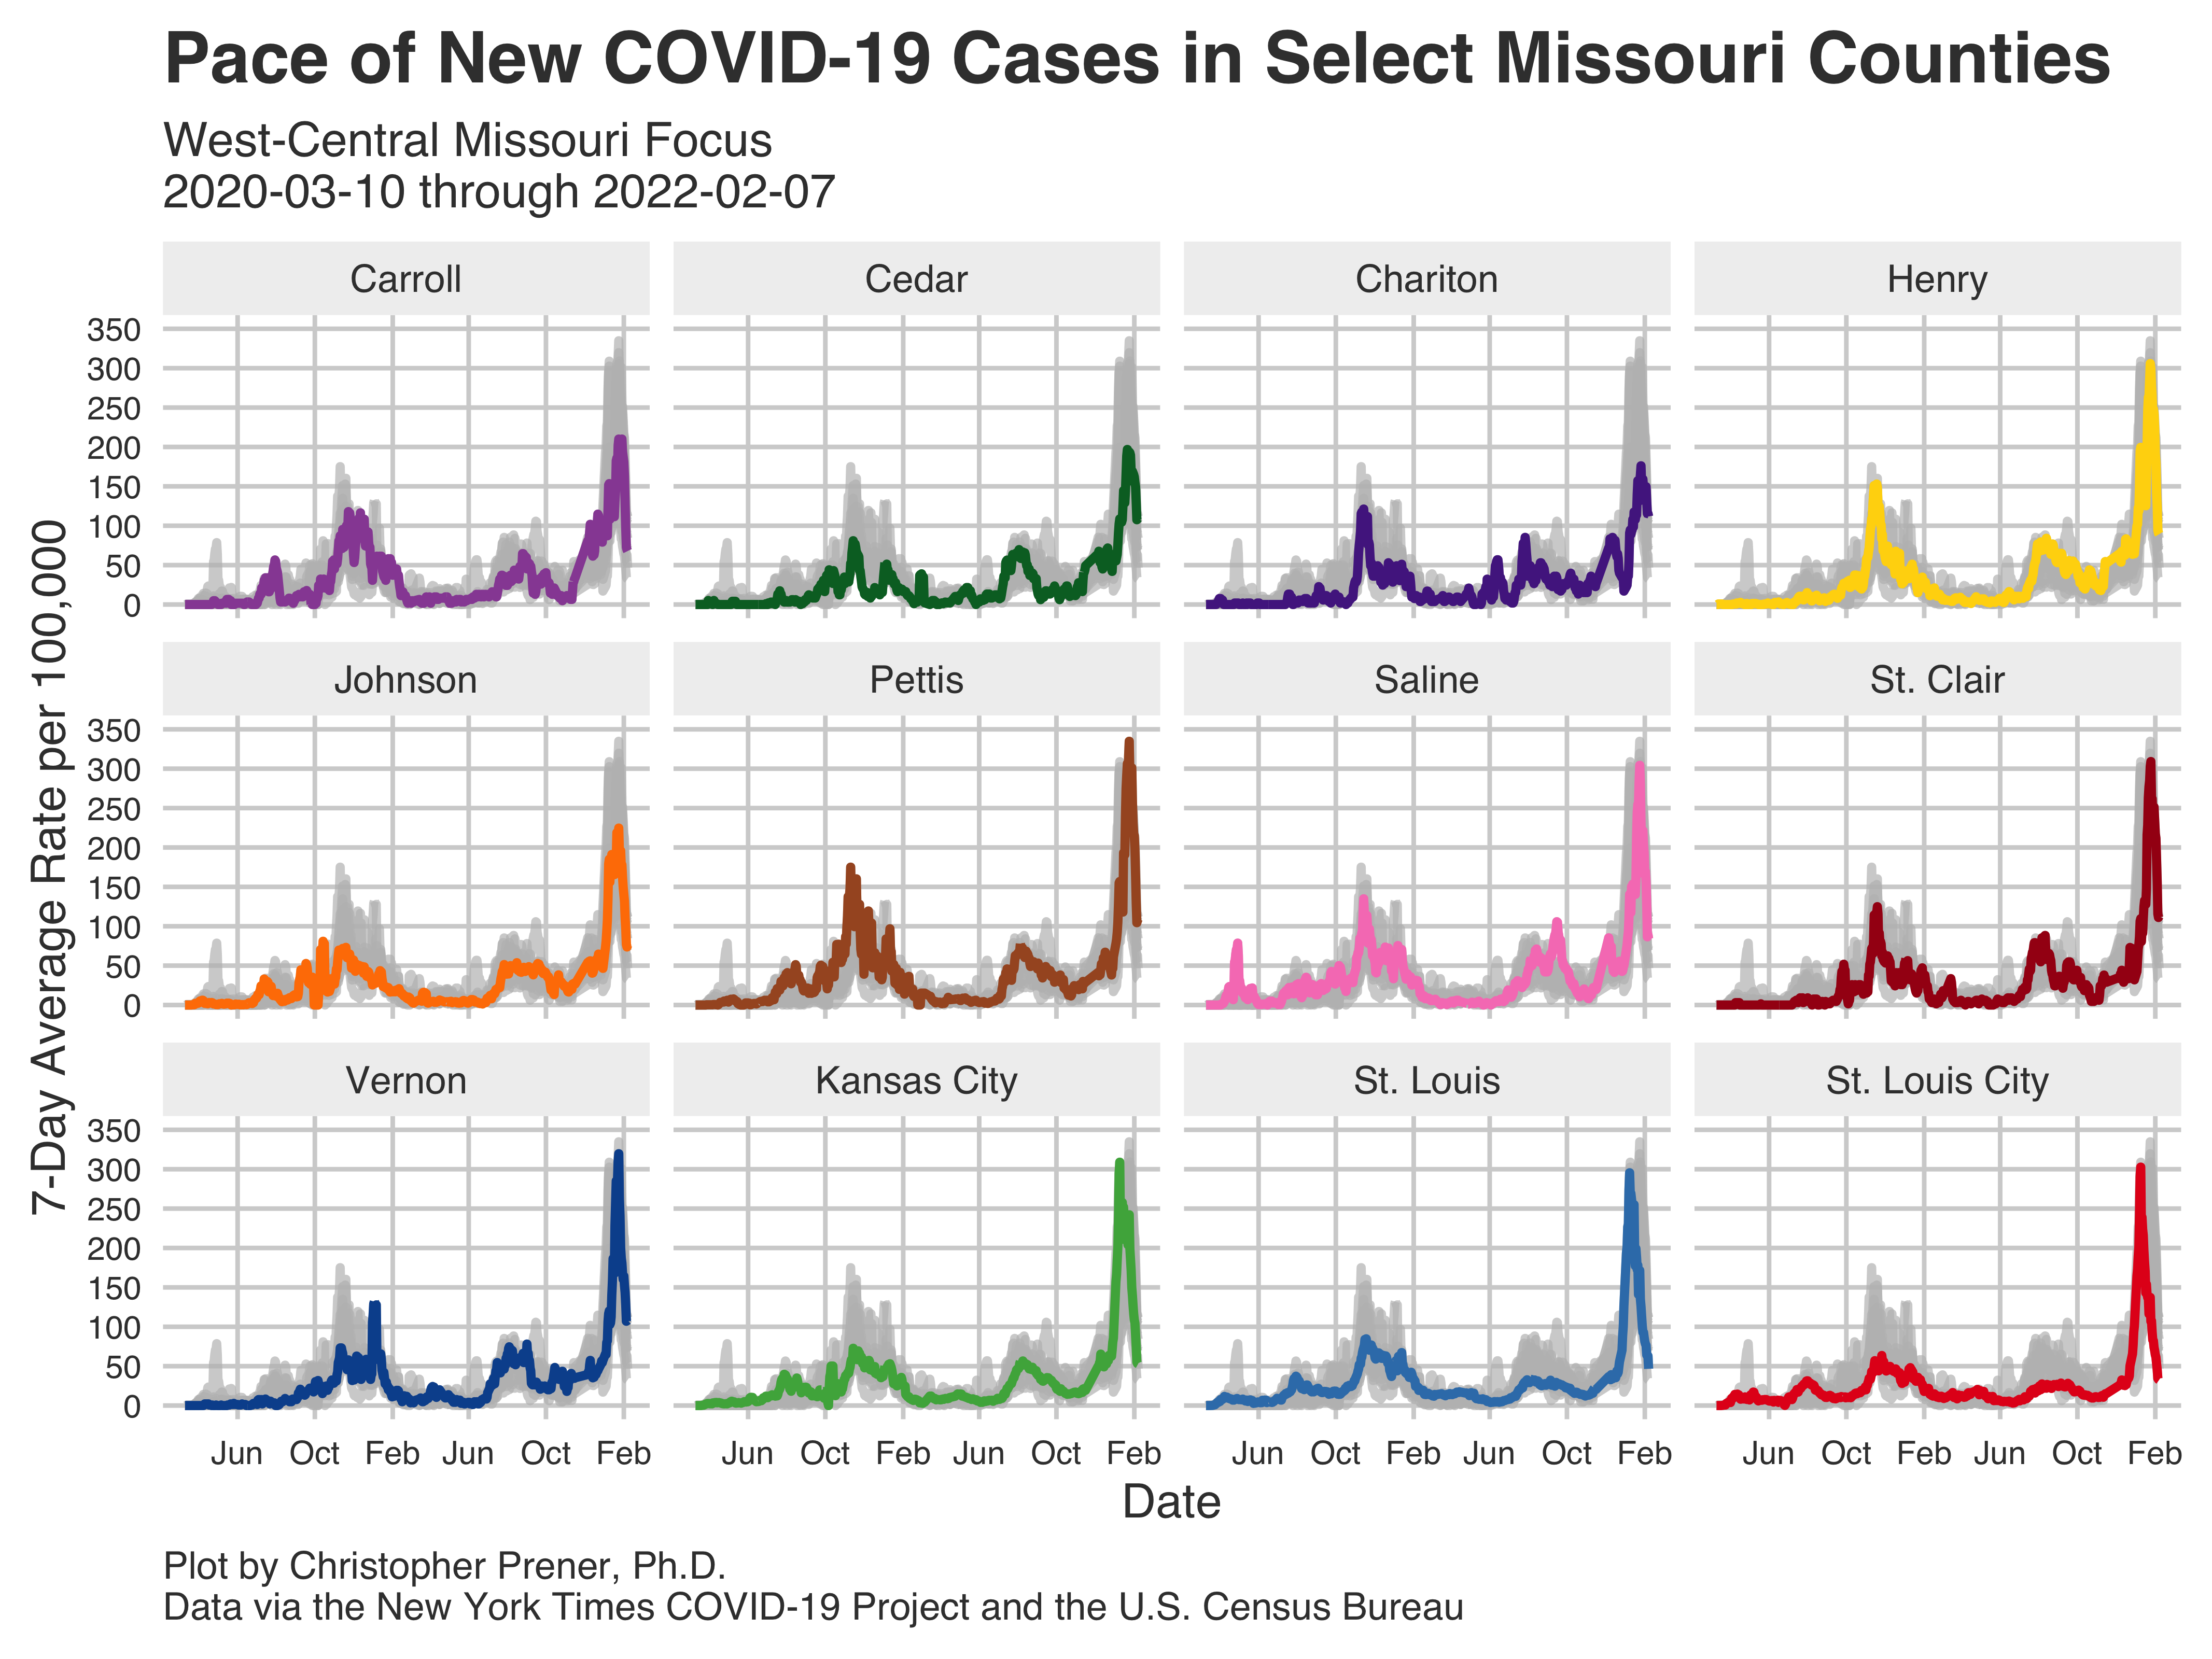 Pace of New COVID-19 Cases in Select Missouri Counties
West-Central Missouri Focus
2020-03-10 through 2022-02-07
Carroll Cedar Chariton Henry
350
300
250
200
150
100
50
0
Johnson Pettis Saline St. Clair
350
300
250
200
150
100
50
0
Vernon Kansas City St. Louis St. Louis City
350
300
250
200
150
100
50
0
7-Day Average Rate per 100,000
Jun Oct Feb Jun Oct Feb Jun Oct Feb Jun Oct Feb Jun Oct Feb Jun Oct Feb Jun Oct Feb Jun Oct Feb
Date
Plot by Christopher Prener, Ph.D.
Data via the New York Times COVID-19 Project and the U.S. Census Bureau